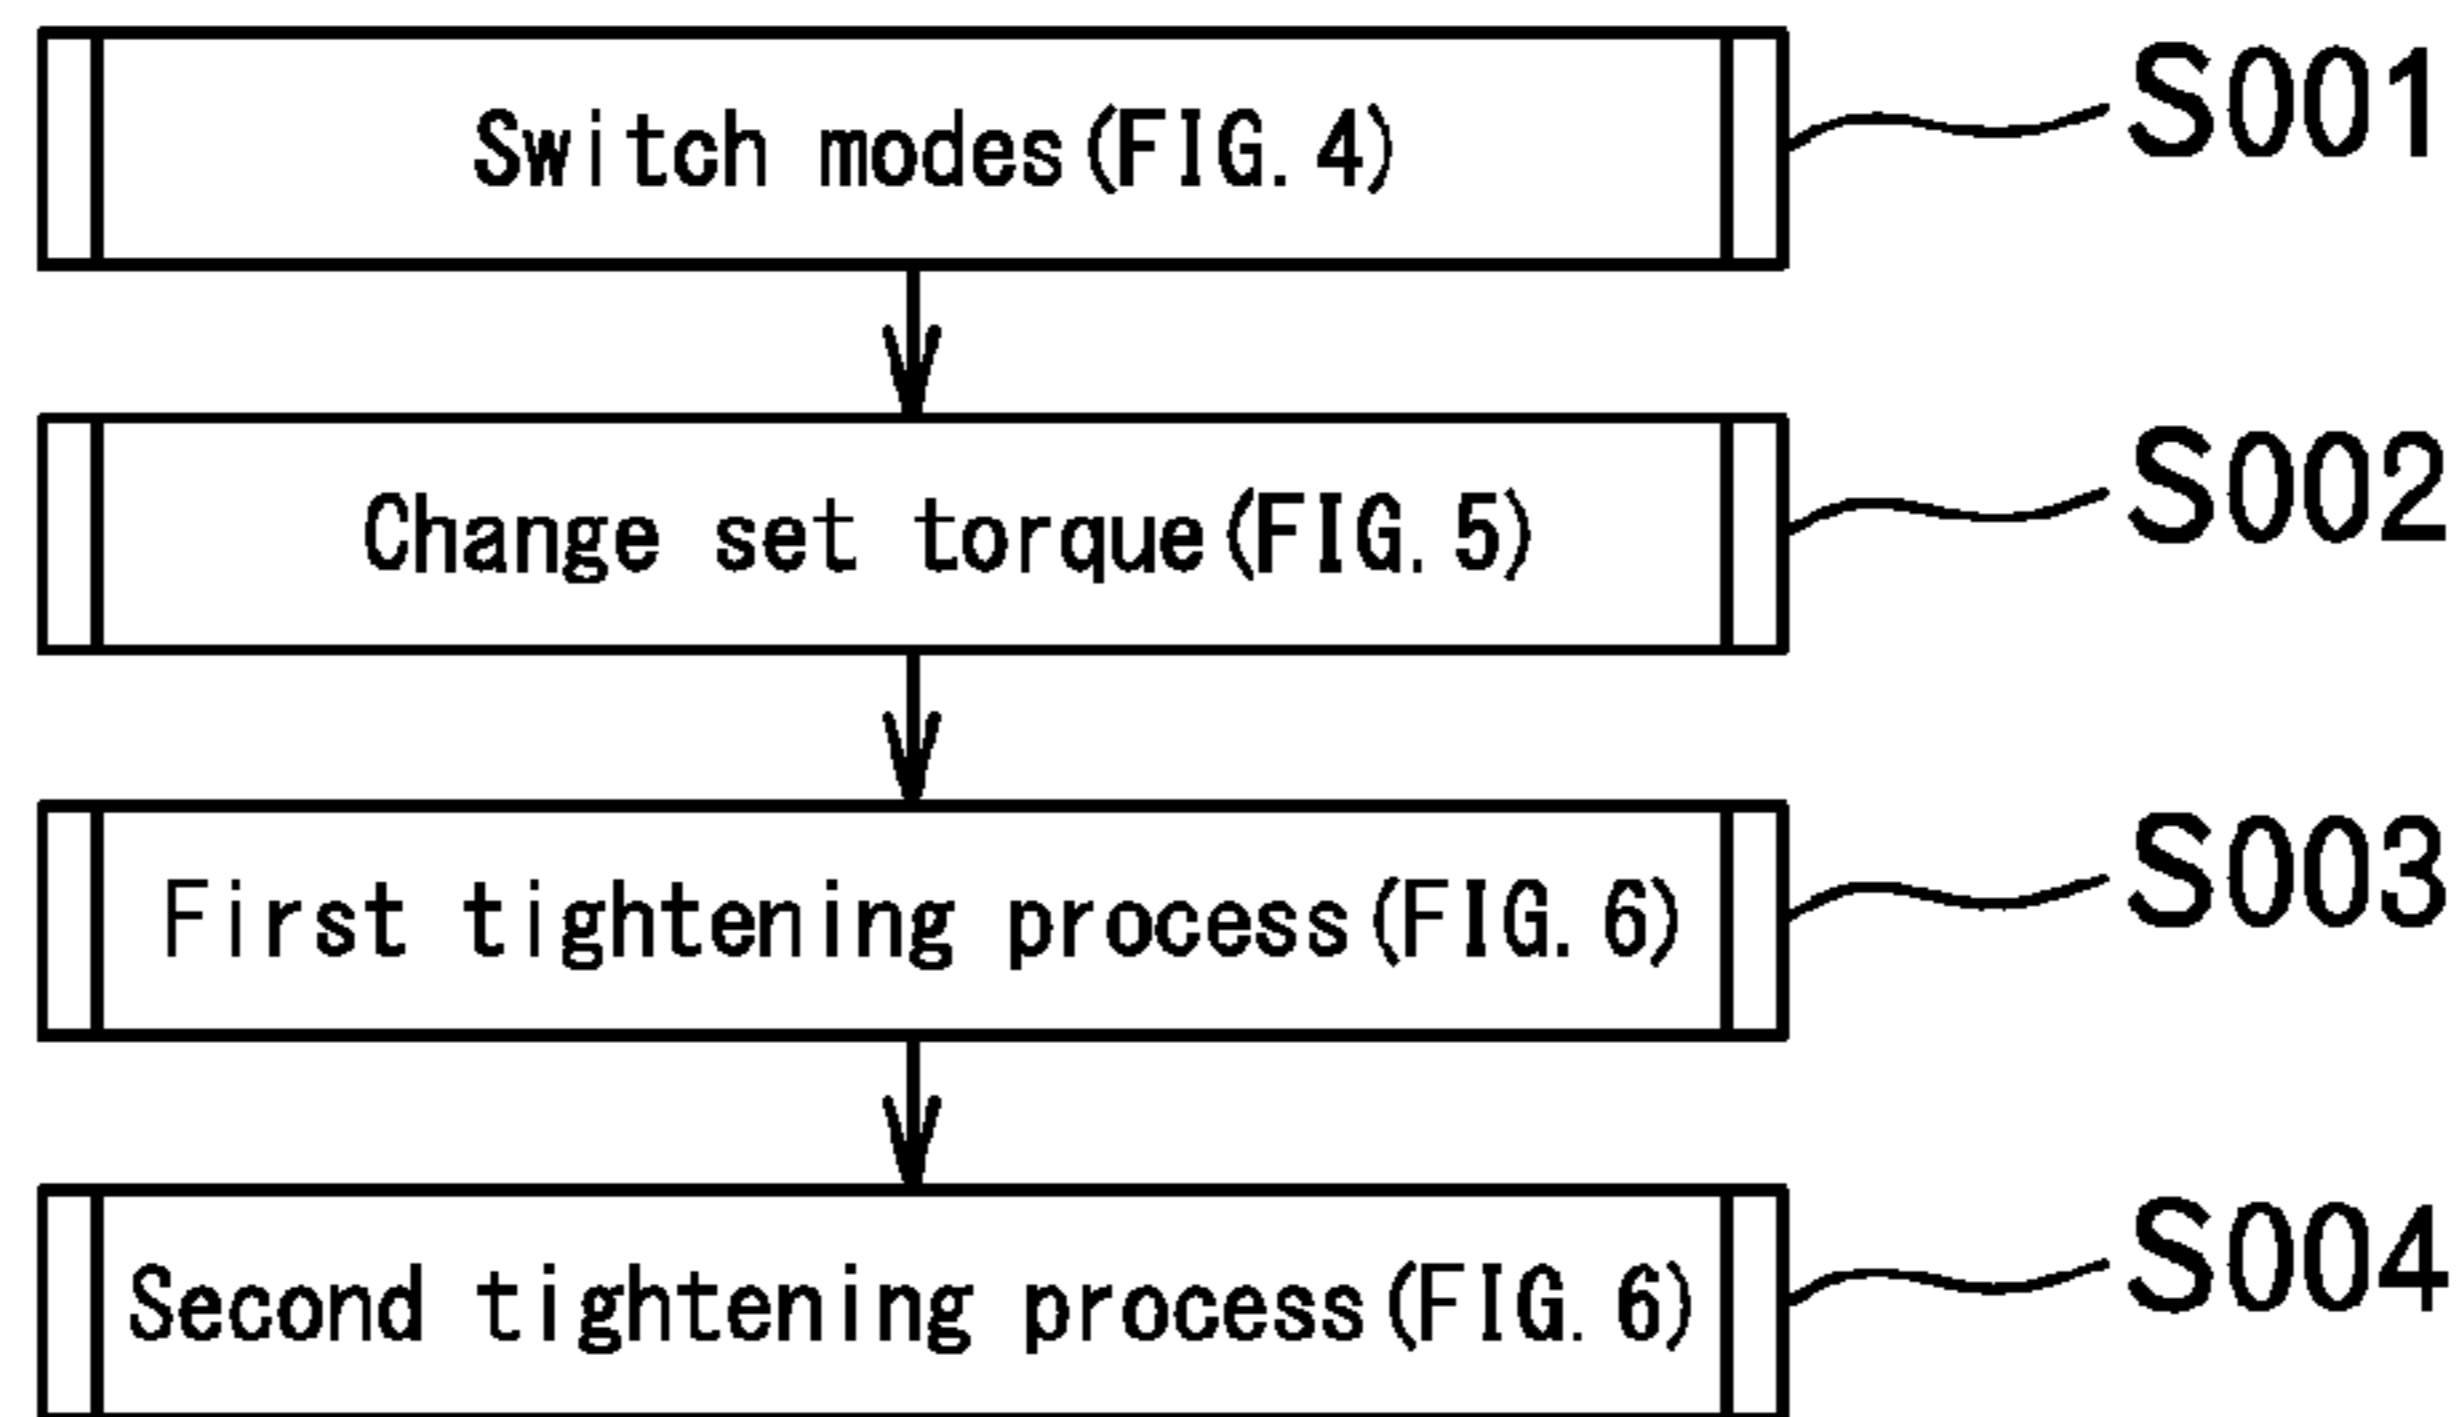 Switch modes(FIG. 4) S001
Change set torque(FIG. 5) S002
First tightening process(FIG. 6) S003
Second tightening process(FIG. 6) S004